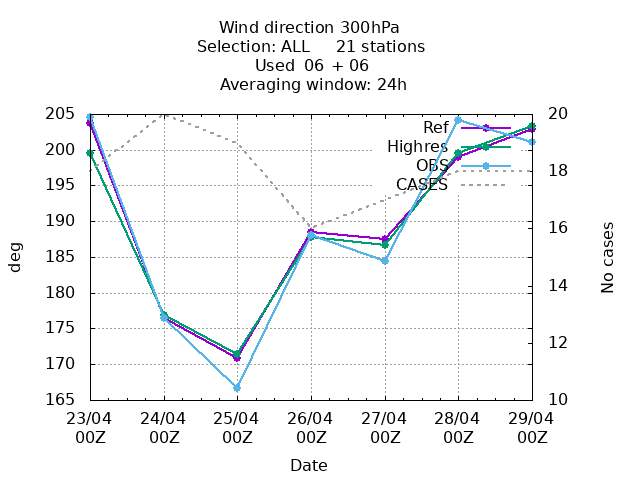 Wind direction 300hPa
Selection: ALL 21 stations
Used 06 + 06
Averaging window: 24h
205
200
195
190
185
180
175
170
165
deg
20
18
16
14
12
10
No cases
Ref
Highres
OBS
CASES
23/04 24/04 25/04 26/04 27/04 28/04 29/04
00Z 00Z 00Z 00Z 00Z 00Z 00Z
Date